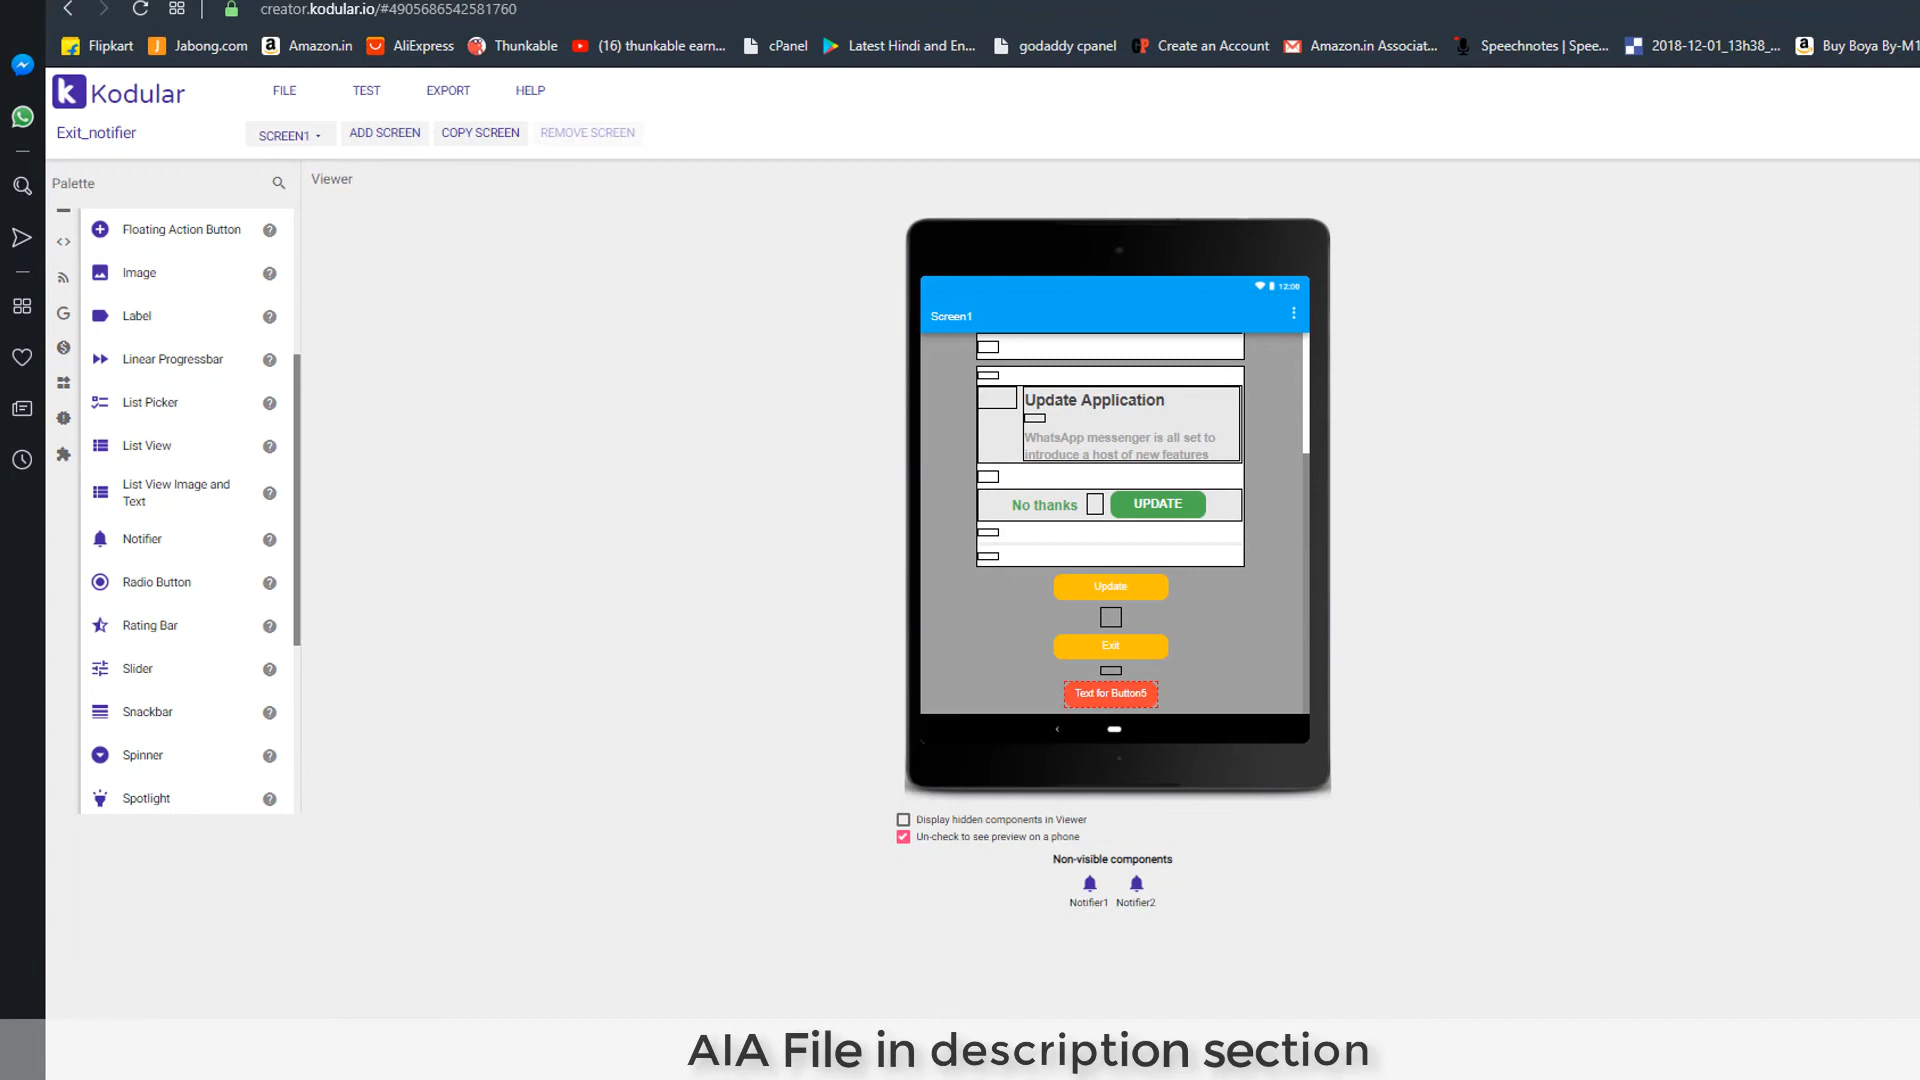 creator.kodular.io/#4905686542581760
Flipkart
Jabong.com
Amazon.in
AliExpress
Thunkable
(16) thunkable earn...
cPanel
Latest Hindi and En...
godaddy cpanel
Create an Account
Amazon.in Associat...
Speechnotes | Spee...
2018-12-01_13h38_...
Buy Boya By-M1
Kodular
FILE
TEST
EXPORT
HELP
Exit_notifier
SCREEN1
ADD SCREEN
COPY SCREEN
REMOVE SCREEN
Palette
Viewer
Floating Action Button
Image
Label
Linear Progressbar
List Picker
List View
List View Image and
Text
Notifier
Radio Button
Rating Bar
Slider
Snackbar
Spinner
Spotlight
12:00
Screen1
Update Application
WhatsApp messenger is all set to
introduce a host of new features
No thanks
UPDATE
Update
Exit
Text for Button5
Display hidden components in Viewer
Un-check to see preview on a phone
Non-visible components
Notifier1
Notifier2
AIA File in description section